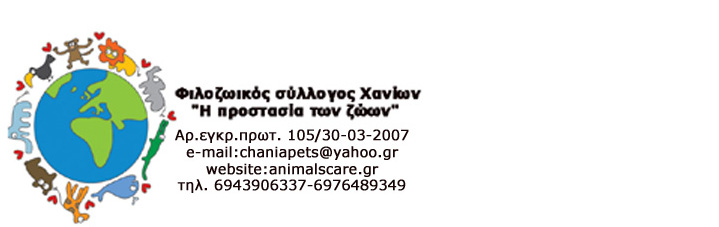 Φιλοζωικός σύλλογος Χανίων
"Η προστασία των ζώων"
Αρ.εγκρ.πρωτ. 105/30-03-2007
e-mail:chaniapets@yahoo.gr
website:animalscare.gr
τηλ. 6943906337-6976489349